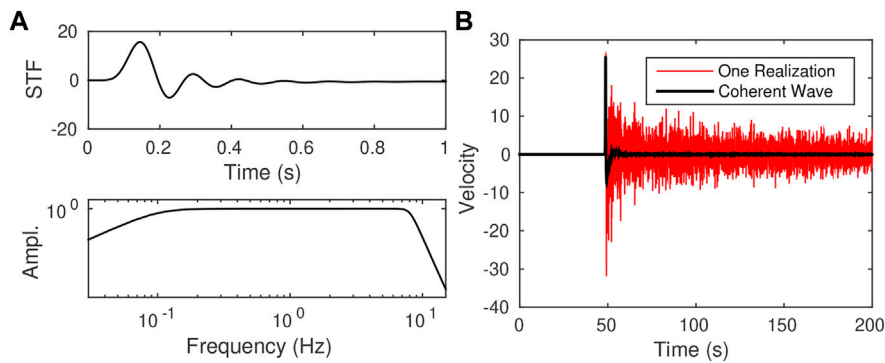 A
20
0
-20
STF
0
0.2
0.4
0.6
0.8
1
Time (s)
10^0
Ampl.
10^-1
10^0
10^1
Frequency (Hz)
B
30
20
10
0
-10
-20
-30
-40
Velocity
One Realization
Coherent Wave
0
50
100
150
200
Time (s)